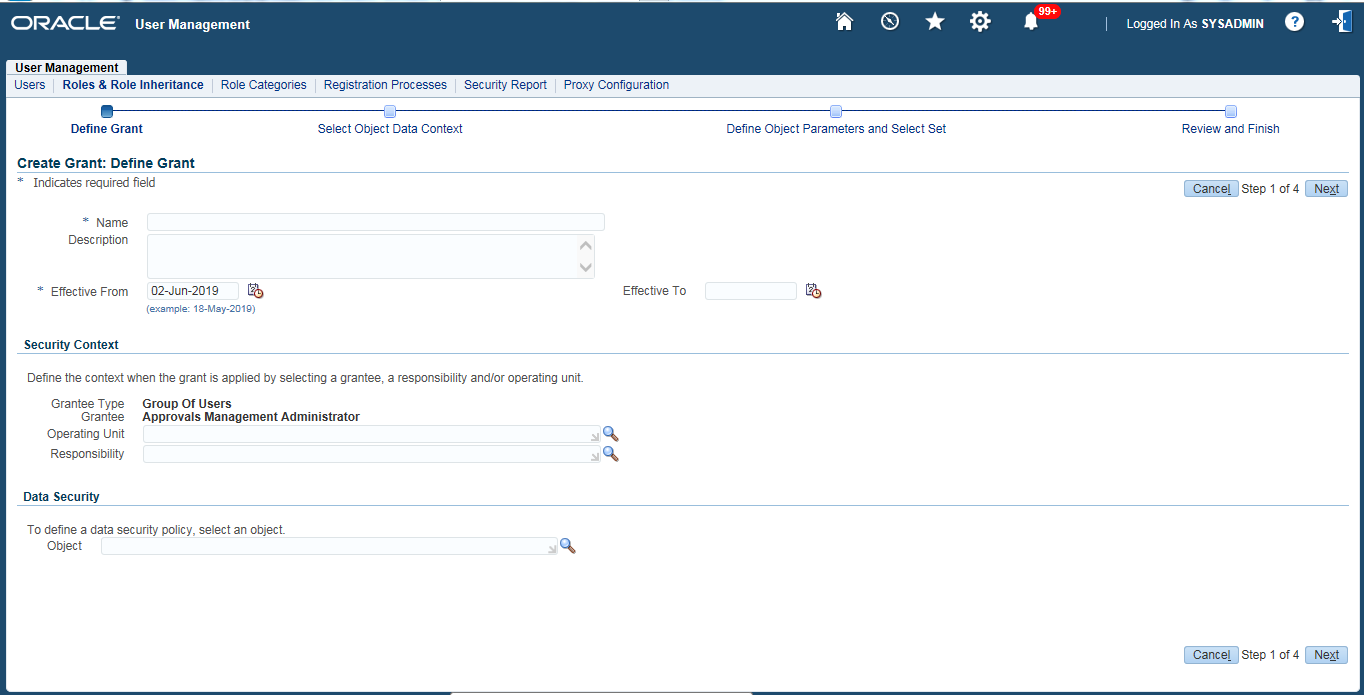 ORACLE® User Management
99+
Logged In As SYSADMIN ?
User Management
Users Roles & Role Inheritance Role Categories Registration Processes Security Report Proxy Configuration
Define Grant Select Object Data Context Define Object Parameters and Select Set Review and Finish
Create Grant: Define Grant
* Indicates required field
Cancel Step 1 of 4 Next
* Name
Description
* Effective From 02-Jun-2019 Effective To
(example: 18-May-2019)
Security Context
Define the context when the grant is applied by selecting a grantee, a responsibility and/or operating unit.
Grantee Type Group Of Users
Grantee Approvals Management Administrator
Operating Unit
Responsibility
Data Security
To define a data security policy, select an object.
Object
Cancel Step 1 of 4 Next